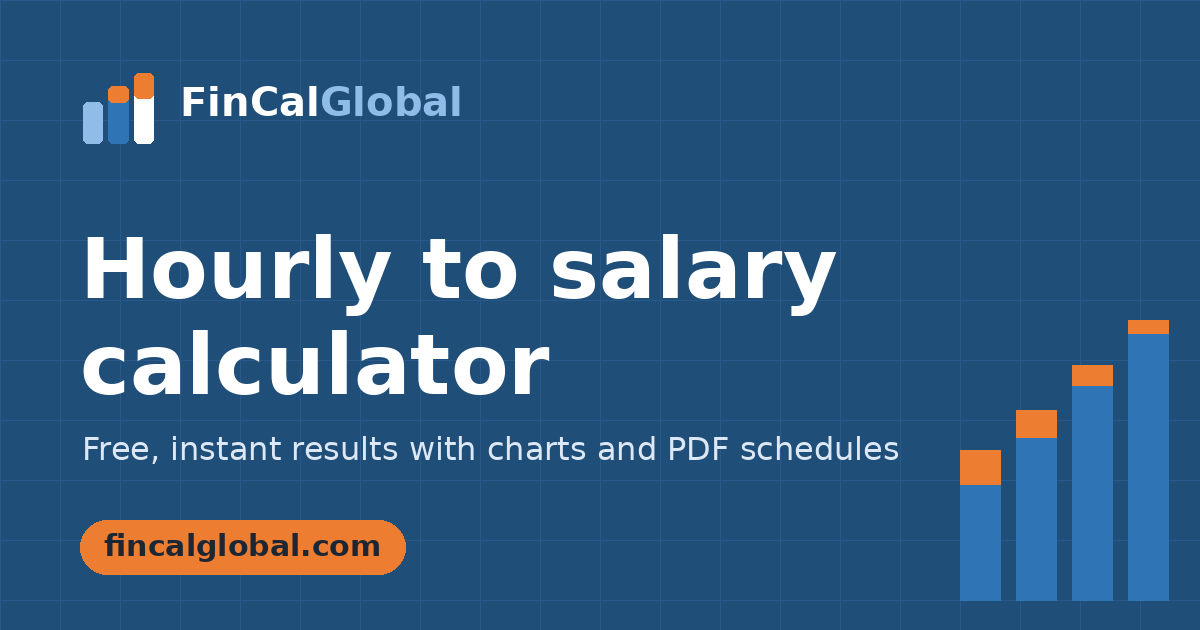 FinCalGlobal
Hourly to salary
calculator
Free, instant results with charts and PDF schedules
fincalglobal.com